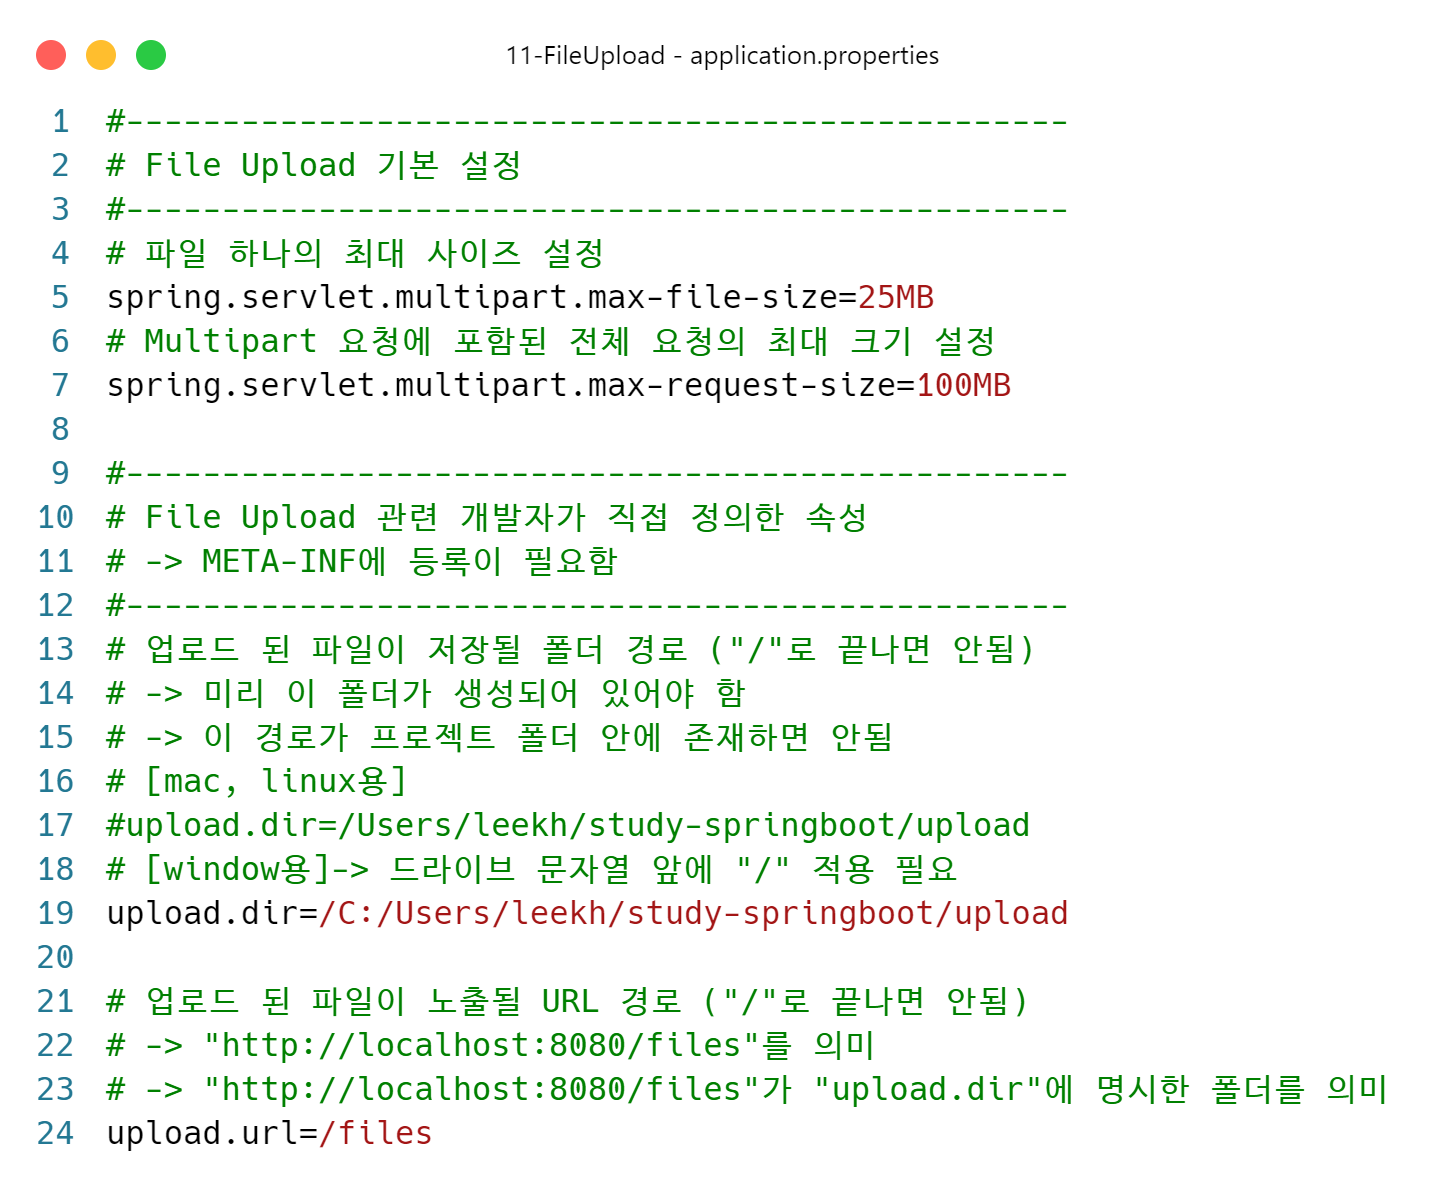 11-FileUpload - application.properties
1 #-------------------------------------------------
2 # File Upload 기본 설정
3 #-------------------------------------------------
4 # 파일 하나의 최대 사이즈 설정
5 spring.servlet.multipart.max-file-size=25MB
6 # Multipart 요청에 포함된 전체 요청의 최대 크기 설정
7 spring.servlet.multipart.max-request-size=100MB
8
9 #-------------------------------------------------
10 # File Upload 관련 개발자가 직접 정의한 속성
11 # -> META-INF에 등록이 필요함
12 #-------------------------------------------------
13 # 업로드 된 파일이 저장될 폴더 경로 ("/"로 끝나면 안됨)
14 # -> 미리 이 폴더가 생성되어 있어야 함
15 # -> 이 경로가 프로젝트 폴더 안에 존재하면 안됨
16 # [mac, linux용]
17 #upload.dir=/Users/leekh/study-springboot/upload
18 # [window용]-> 드라이브 문자열 앞에 "/" 적용 필요
19 upload.dir=/C:/Users/leekh/study-springboot/upload
20
21 # 업로드 된 파일이 노출될 URL 경로 ("/"로 끝나면 안됨)
22 # -> "http://localhost:8080/files"를 의미
23 # -> "http://localhost:8080/files"가 "upload.dir"에 명시한 폴더를 의미
24 upload.url=/files